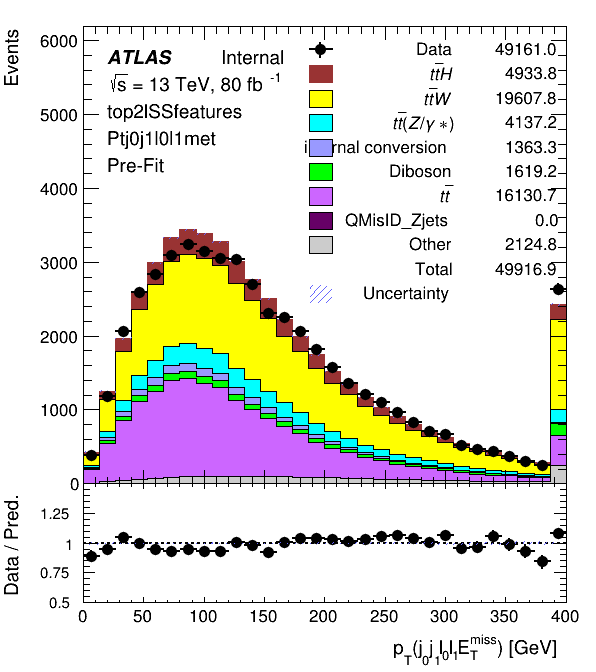 Events
6000
5000
4000
3000
2000
1000
0
ATLAS Internal
√s = 13 TeV, 80 fb⁻¹
top2lSSfeatures
Ptj0j1l0l1met
Pre-Fit
Data 49161.0
tt̄H 4933.8
tt̄W 19607.8
tt̄(Z/γ*) 4137.2
conversion 1363.3
Diboson 1619.2
tt̄ 16130.7
QMisID_Zjets 0.0
Other 2124.8
Total 49916.9
Uncertainty
Data / Pred.
1.25
1
0.75
0.5
0 50 100 150 200 250 300 350 400
p_T(j_0j_1l_0l_1E_T^miss) [GeV]